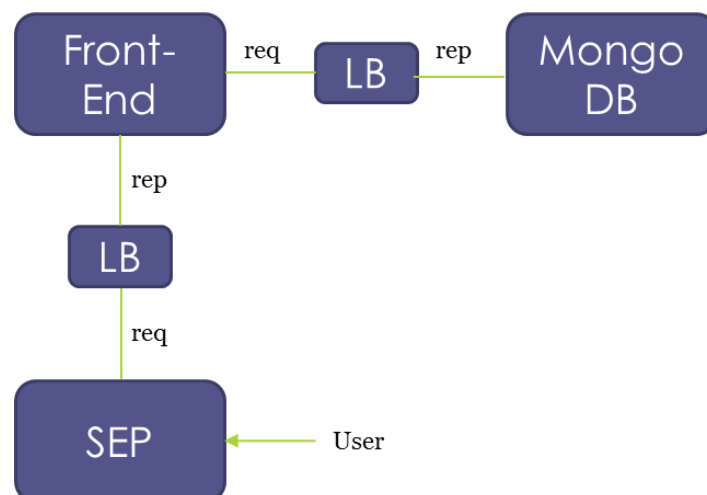 Front-
End
req
LB
rep
Mongo
DB
rep
LB
req
SEP
User